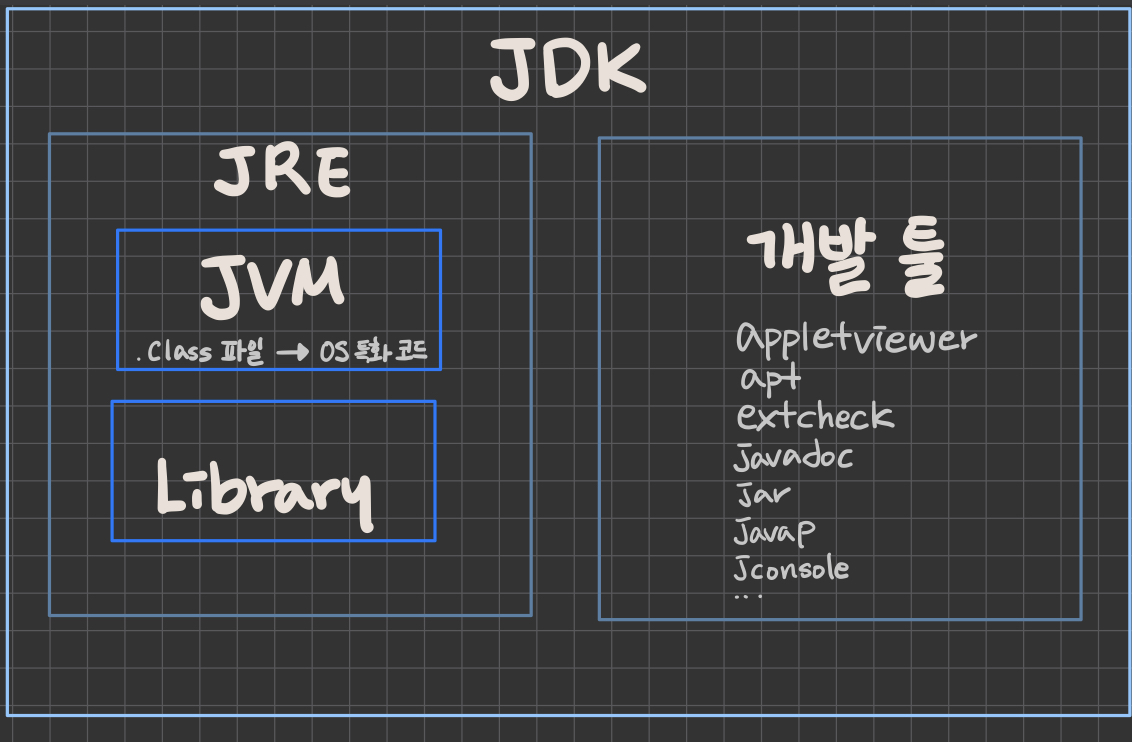 JDK
JRE
JVM
.Class 파일 → OS 특화 코드
Library
개발 툴
appletviewer
apt
extcheck
Javadoc
Jar
Javap
Jconsole
...